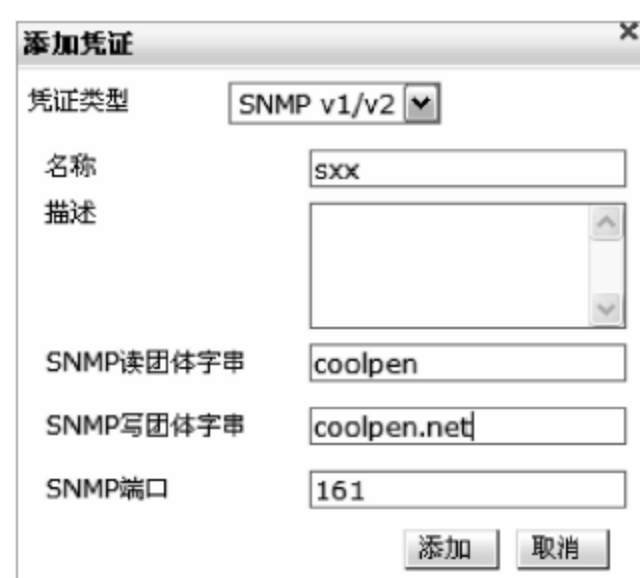 添加凭证
凭证类型 SNMP v1/v2
名称 sxx
描述
SNMP读团体字串 coolpen
SNMP写团体字串 coolpen.net
SNMP端口 161
添加 取消